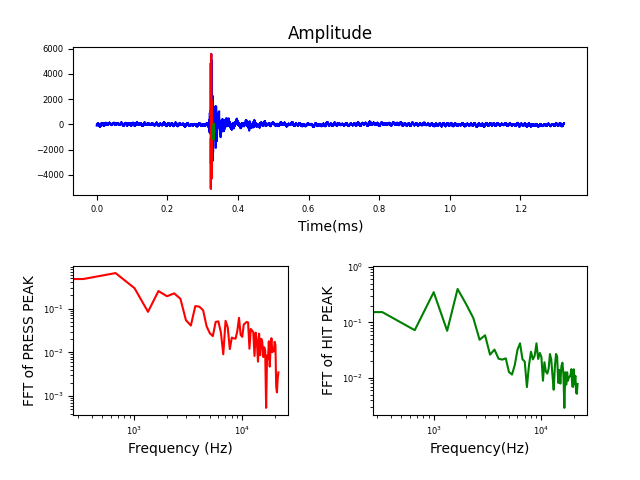 Amplitude
6000
4000
2000
0
−2000
−4000
0.0 0.2 0.4 0.6 0.8 1.0 1.2
Time(ms)
FFT of PRESS PEAK
10⁻¹
10⁻²
10⁻³
10³ 10⁴
Frequency (Hz)
FFT of HIT PEAK
10⁰
10⁻¹
10⁻²
10³ 10⁴
Frequency(Hz)